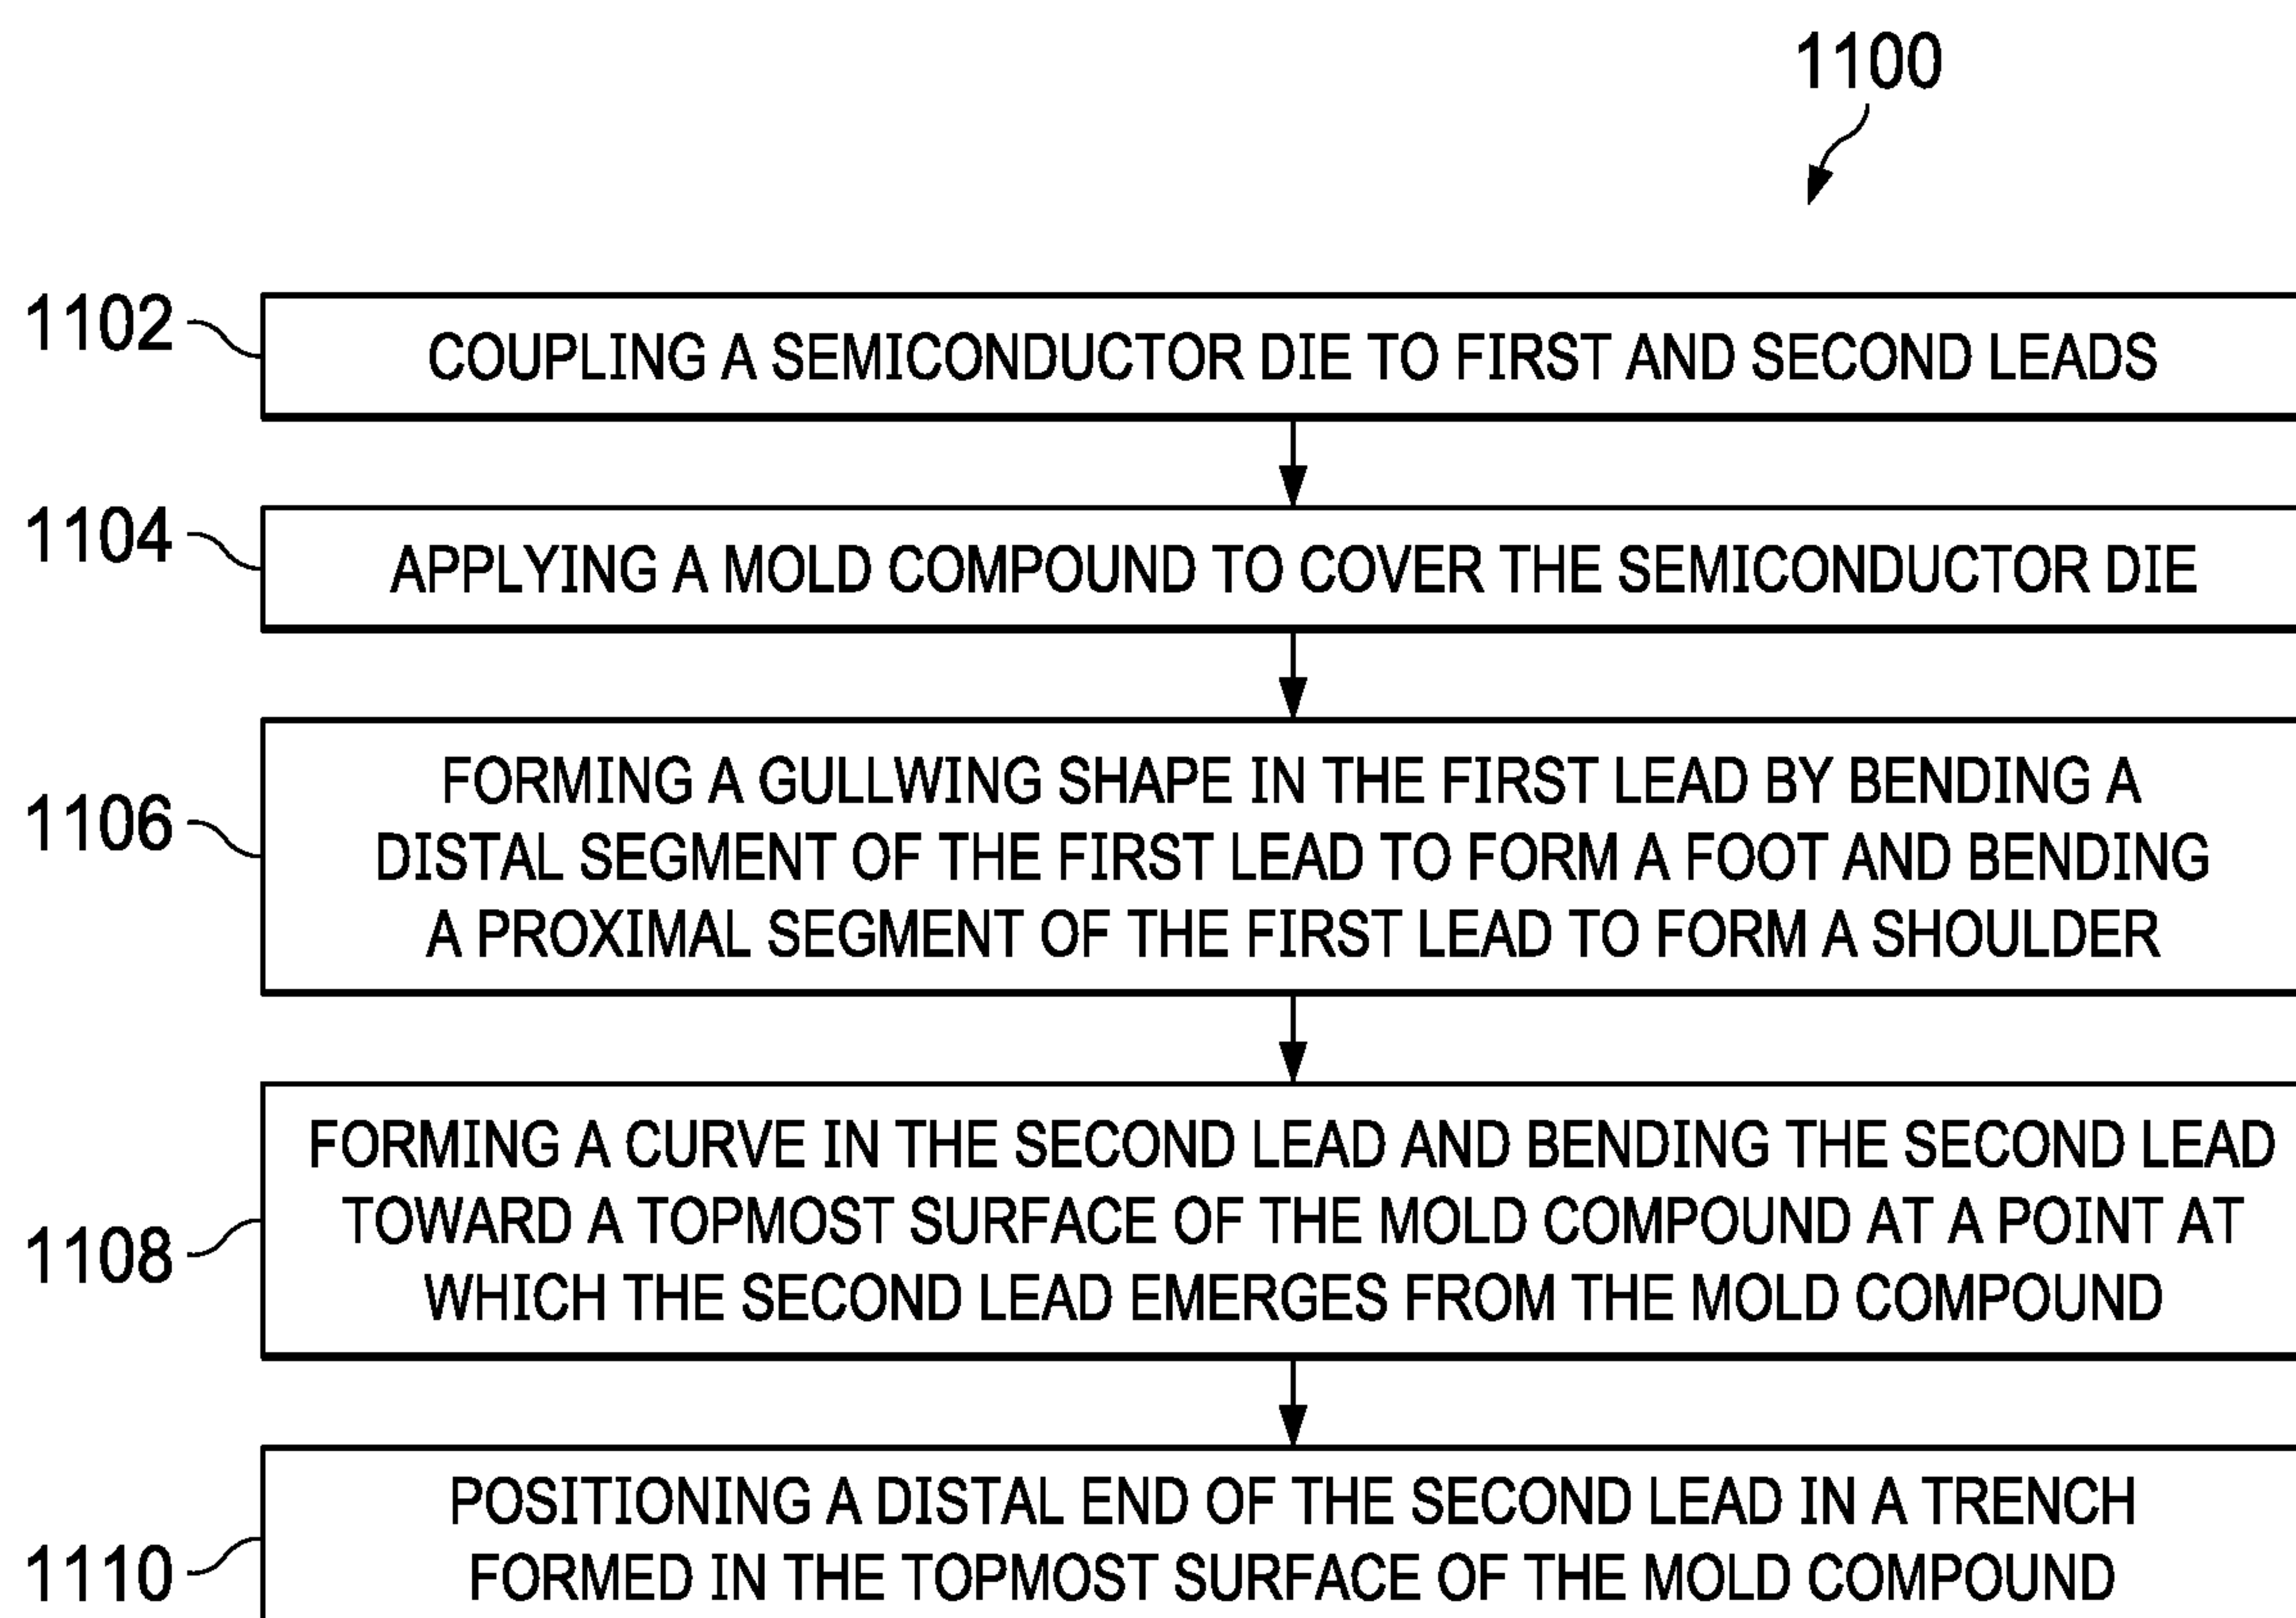 1100
1102
COUPLING A SEMICONDUCTOR DIE TO FIRST AND SECOND LEADS
1104
APPLYING A MOLD COMPOUND TO COVER THE SEMICONDUCTOR DIE
1106
FORMING A GULLWING SHAPE IN THE FIRST LEAD BY BENDING A
DISTAL SEGMENT OF THE FIRST LEAD TO FORM A FOOT AND BENDING
A PROXIMAL SEGMENT OF THE FIRST LEAD TO FORM A SHOULDER
1108
FORMING A CURVE IN THE SECOND LEAD AND BENDING THE SECOND LEAD
TOWARD A TOPMOST SURFACE OF THE MOLD COMPOUND AT A POINT AT
WHICH THE SECOND LEAD EMERGES FROM THE MOLD COMPOUND
1110
POSITIONING A DISTAL END OF THE SECOND LEAD IN A TRENCH
FORMED IN THE TOPMOST SURFACE OF THE MOLD COMPOUND